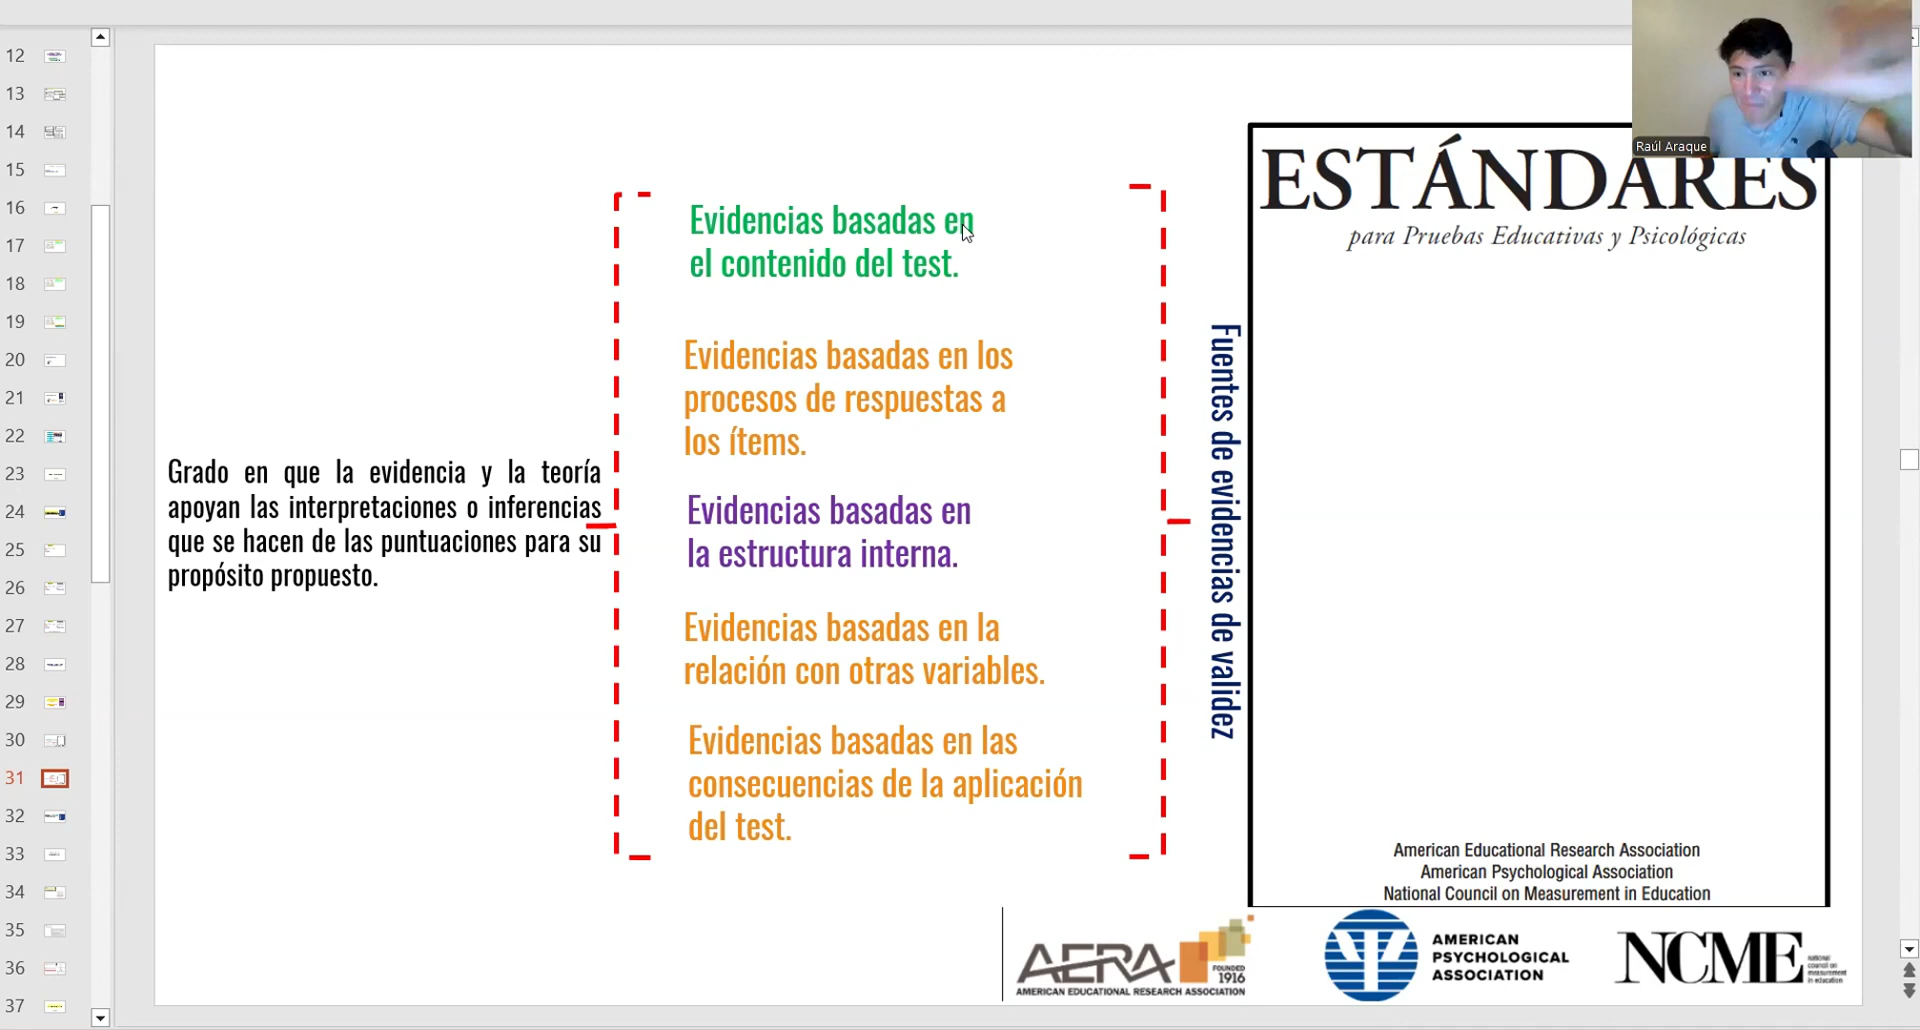 12
13
14
15
16
17
18
19
20
21
22
23
24
25
26
27
28
29
30
31
32
33
34
35
36
37
Grado en que la evidencia y la teoría
apoyan las interpretaciones o inferencias
que se hacen de las puntuaciones para su
propósito propuesto.
Evidencias basadas en
el contenido del test.
Evidencias basadas en los
procesos de respuestas a
los ítems.
Evidencias basadas en
la estructura interna.
Evidencias basadas en la
relación con otras variables.
Evidencias basadas en las
consecuencias de la aplicación
del test.
Fuentes de evidencias de validez
Raúl Araque
ESTÁNDARES
para Pruebas Educativas y Psicológicas
American Educational Research Association
American Psychological Association
National Council on Measurement in Education
AERA
FOUNDED
1916
AMERICAN EDUCATIONAL RESEARCH ASSOCIATION
AMERICAN
PSYCHOLOGICAL
ASSOCIATION
NCME
national
council on
measurement
in education